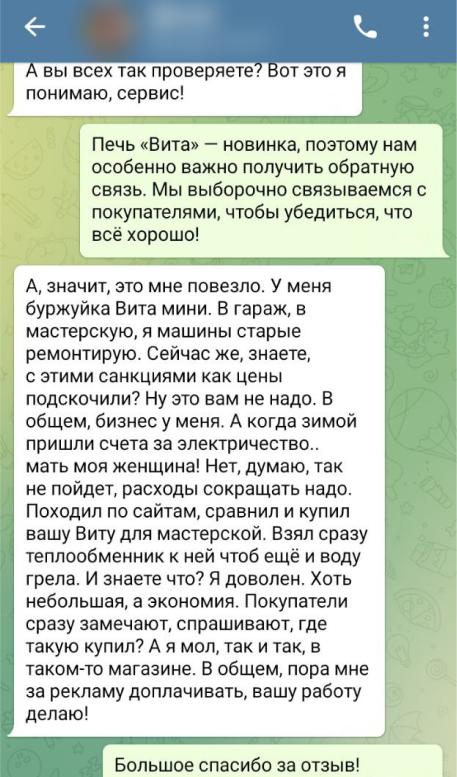 А вы всех так проверяете? Вот это я
понимаю, сервис!
Печь «Вита» — новинка, поэтому нам
особенно важно получить обратную
связь. Мы выборочно связываемся с
покупателями, чтобы убедиться, что
всё хорошо!
А, значит, это мне повезло. У меня
буржуйка Вита мини. В гараж, в
мастерскую, я машины старые
ремонтирую. Сейчас же, знаете,
с этими санкциями как цены
подскочили? Ну это вам не надо. В
общем, бизнес у меня. А когда зимой
пришли счета за электричество..
мать моя женщина! Нет, думаю, так
не пойдет, расходы сокращать надо.
Походил по сайтам, сравнил и купил
вашу Виту для мастерской. Взял сразу
теплообменник к ней чтоб ещё и воду
грела. И знаете что? Я доволен. Хоть
небольшая, а экономия. Покупатели
сразу замечают, спрашивают, где
такую купил? А я мол, так и так, в
таком-то магазине. В общем, пора мне
за рекламу доплачивать, вашу работу
делаю!
Большое спасибо за отзыв!